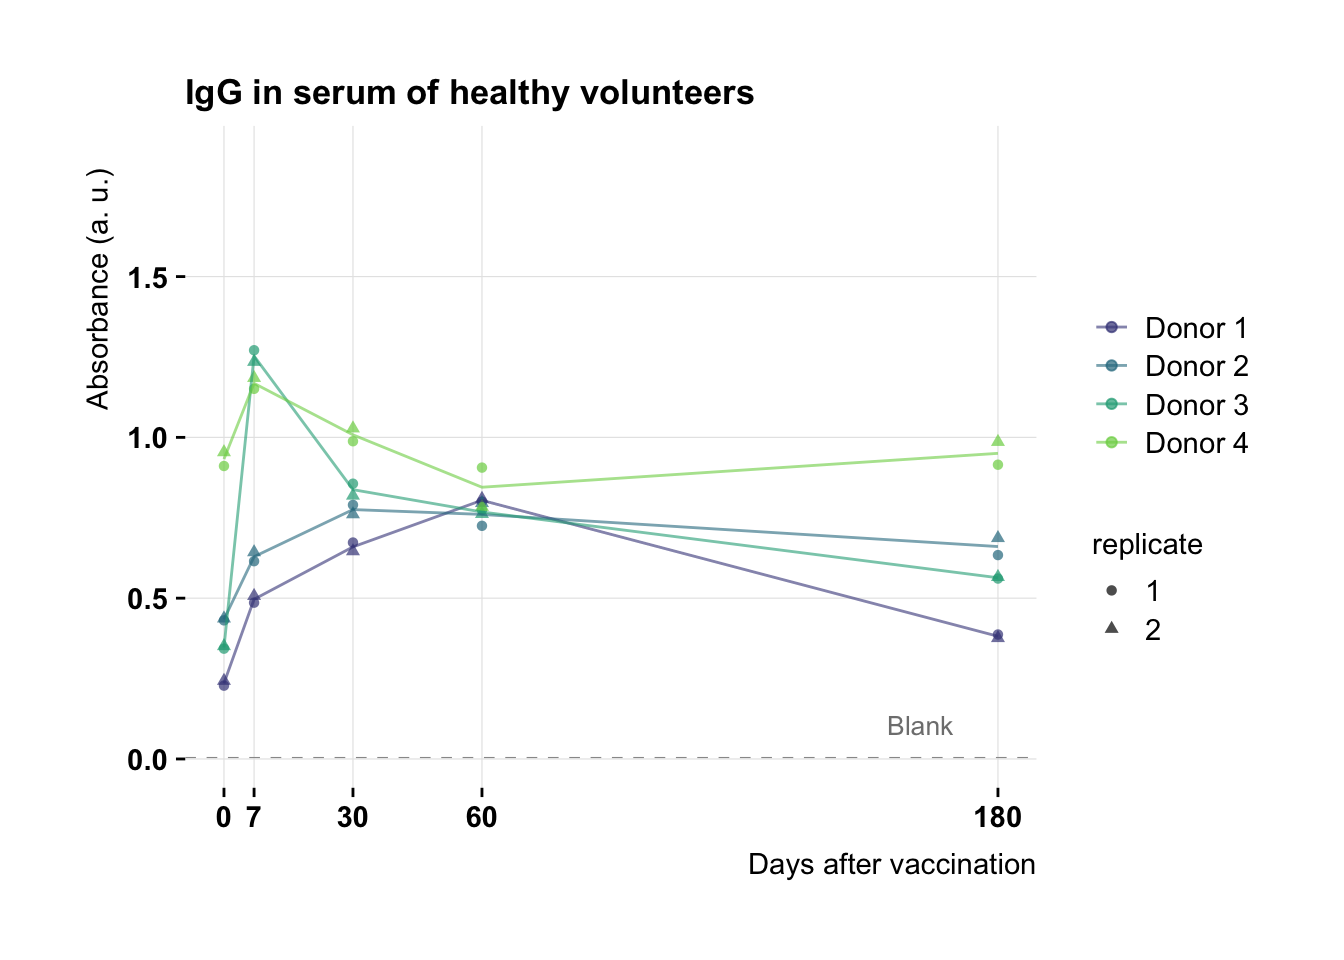 IgG in serum of healthy volunteers
Absorbance (a. u.)
1.5
1.0
0.5
0.0
Blank
0 7 30 60 180
Days after vaccination
Donor 1
Donor 2
Donor 3
Donor 4
replicate
1
2